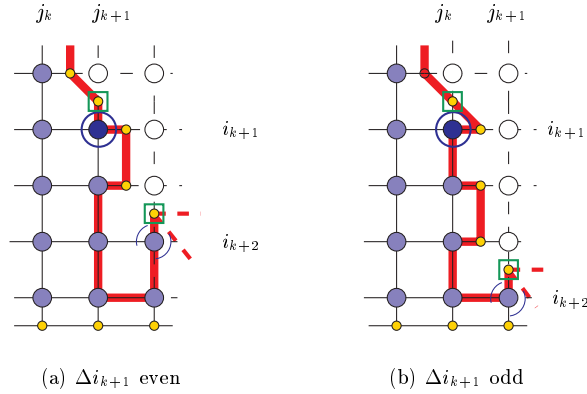 j_k j_{k+1} j_k j_{k+1}
i_{k+1} i_{k+1}
i_{k+2}
i_{k+2}
(a) Δi_{k+1} even (b) Δi_{k+1} odd